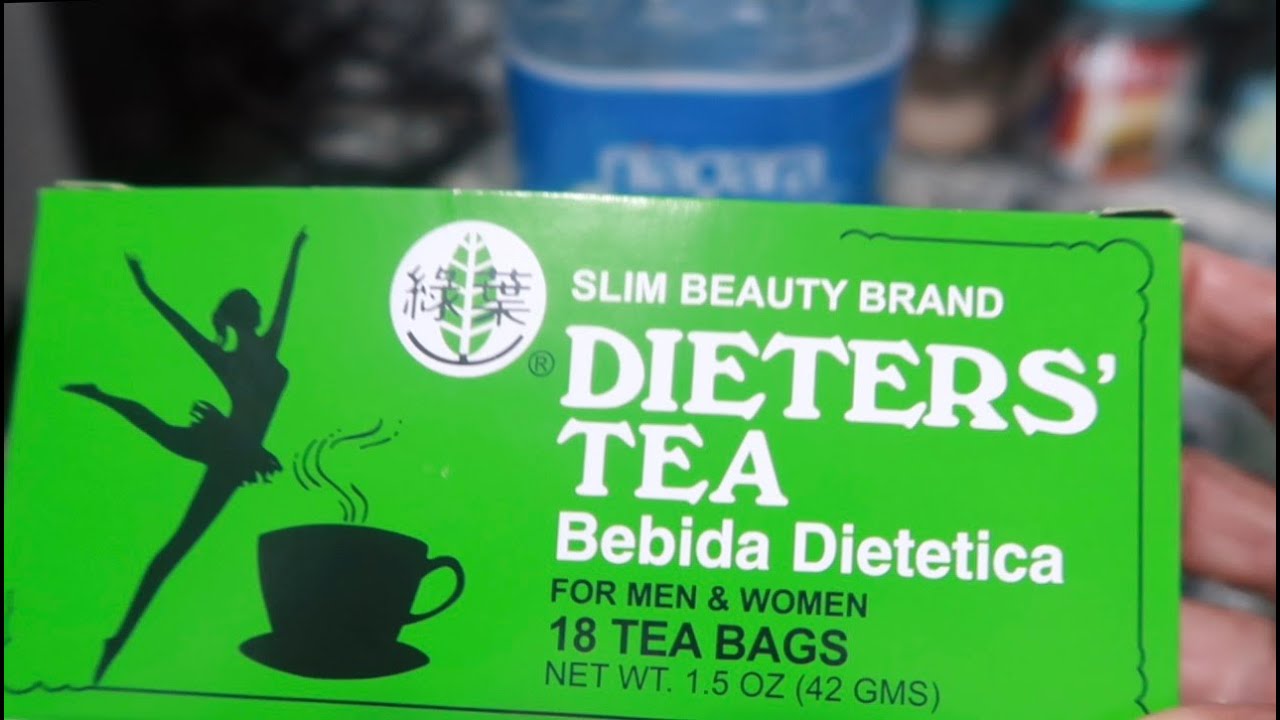 niagara
綠葉
®
SLIM BEAUTY BRAND
DIETERS'
TEA
Bebida Dietetica
FOR MEN & WOMEN
18 TEA BAGS
NET WT. 1.5 OZ (42 GMS)